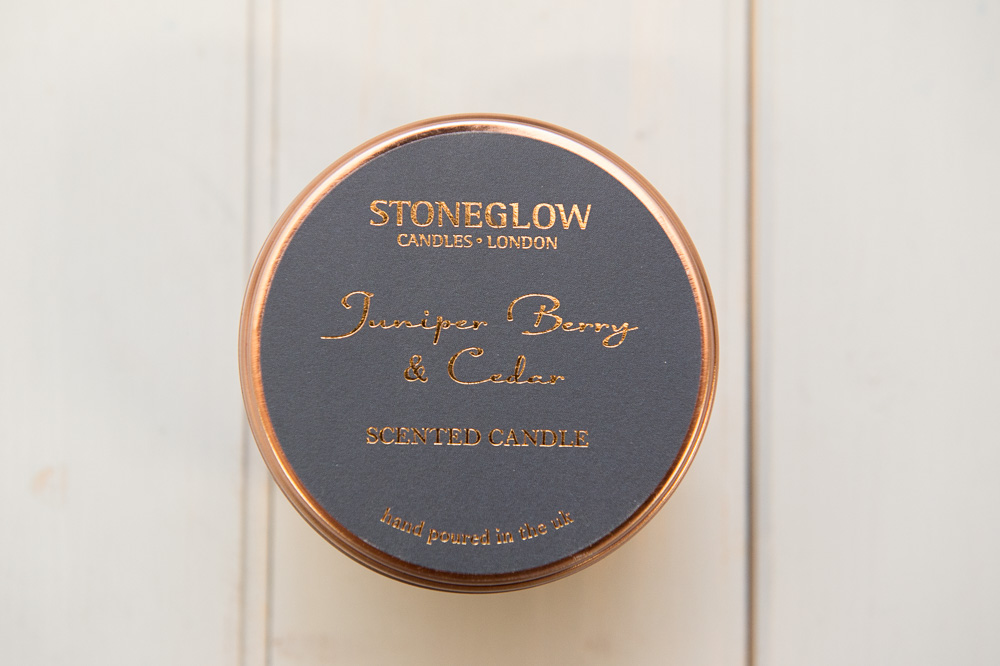 STONEGLOW
CANDLES • LONDON
Juniper Berry
& Cedar
SCENTED CANDLE
hand poured in the uk